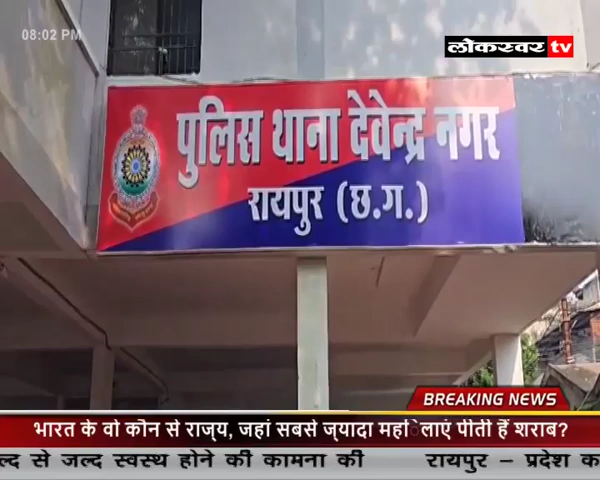 08:02 PM
लोकस्वर tv
पुलिस थाना देवेन्द्र नगर
रायपुर (छ.ग.)
BREAKING NEWS
भारत के वो कौन से राज्य, जहां सबसे ज्यादा महिलाएं पीती हैं शराब?
ल्द से जल्द स्वस्थ होने की कामना की रायपुर – प्रदेश क